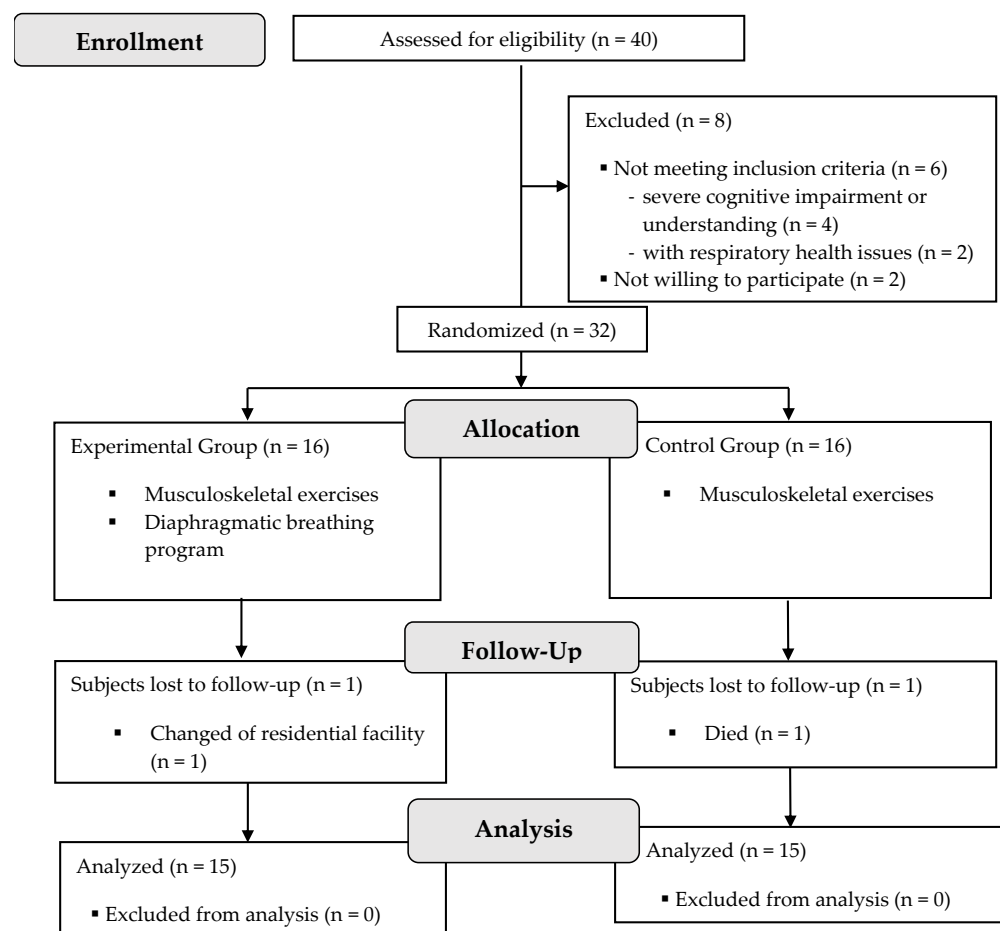 Enrollment
Assessed for eligibility (n = 40)
Excluded (n = 8)
▪ Not meeting inclusion criteria (n = 6)
- severe cognitive impairment or
understanding (n = 4)
- with respiratory health issues (n = 2)
▪ Not willing to participate (n = 2)
Randomized (n = 32)
Allocation
Experimental Group (n = 16)
▪ Musculoskeletal exercises
▪ Diaphragmatic breathing
program
Control Group (n = 16)
▪ Musculoskeletal exercises
Follow-Up
Subjects lost to follow-up (n = 1)
▪ Changed of residential facility
(n = 1)
Subjects lost to follow-up (n = 1)
▪ Died (n = 1)
Analysis
Analyzed (n = 15)
▪ Excluded from analysis (n = 0)
Analyzed (n = 15)
▪ Excluded from analysis (n = 0)